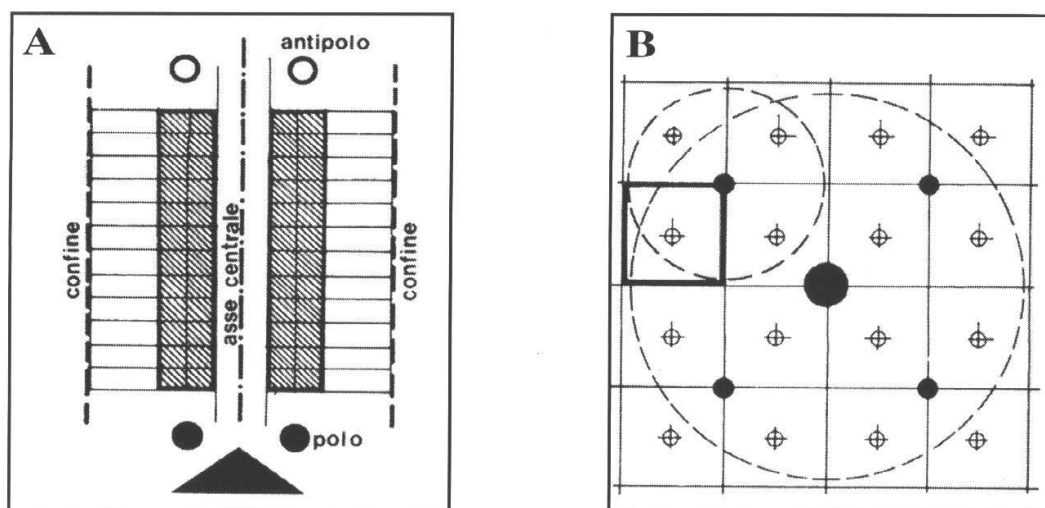 A
antipolo
confine
asse centrale
confine
polo
B